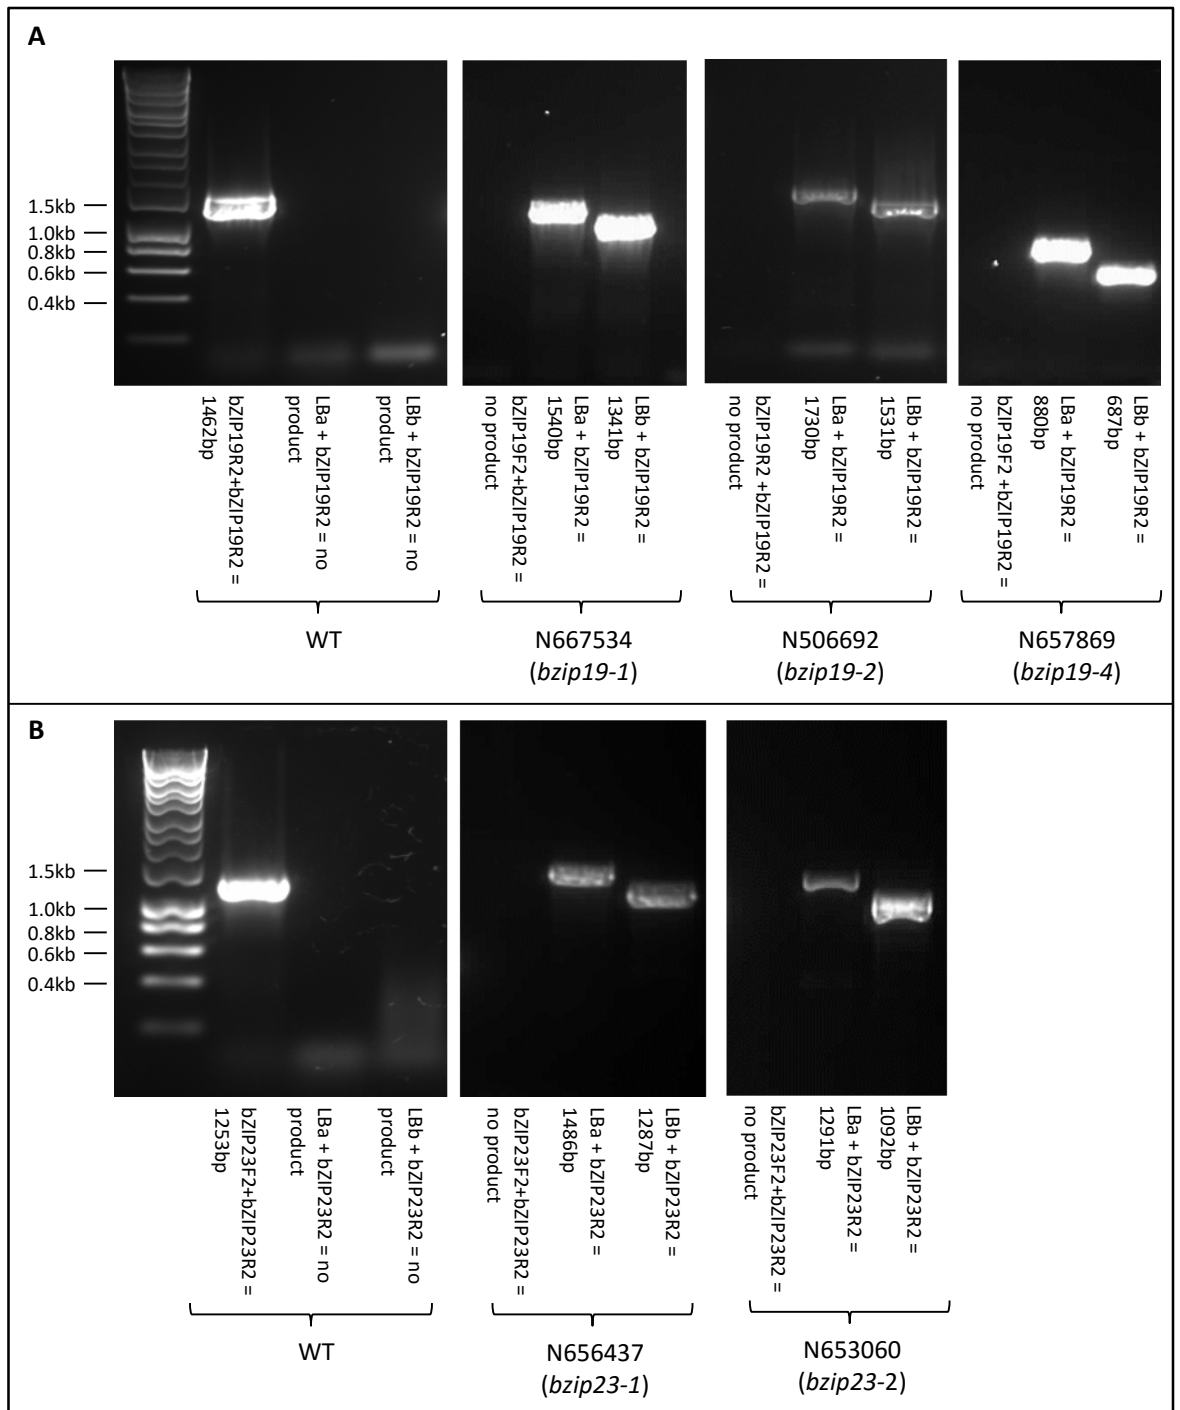 A
1.5kb
1.0kb
0.8kb
0.6kb
0.4kb
bZIP19R2+bZIP19R2 =
1462bp
LBa + bZIP19R2 = no
product
LBb + bZIP19R2 = no
product
bZIP19F2+bZIP19R2 =
no product
LBa + bZIP19R2 =
1540bp
LBb + bZIP19R2 =
1341bp
bZIP19R2 +bZIP19R2 =
no product
LBa + bZIP19R2 =
1730bp
LBb + bZIP19R2 =
1531bp
bZIP19F2 +bZIP19R2 =
no product
LBa + bZIP19R2 =
880bp
LBb + bZIP19R2 =
687bp
WT
N667534
(bzip19-1)
N506692
(bzip19-2)
N657869
(bzip19-4)
B
1.5kb
1.0kb
0.8kb
0.6kb
0.4kb
bZIP23F2+bZIP23R2 =
1253bp
LBa + bZIP23R2 = no
product
LBb + bZIP23R2 = no
product
bZIP23F2+bZIP23R2 =
no product
LBa + bZIP23R2 =
1486bp
LBb + bZIP23R2 =
1287bp
bZIP23F2+bZIP23R2 =
no product
LBa + bZIP23R2 =
1291bp
LBb + bZIP23R2 =
1092bp
WT
N656437
(bzip23-1)
N653060
(bzip23-2)